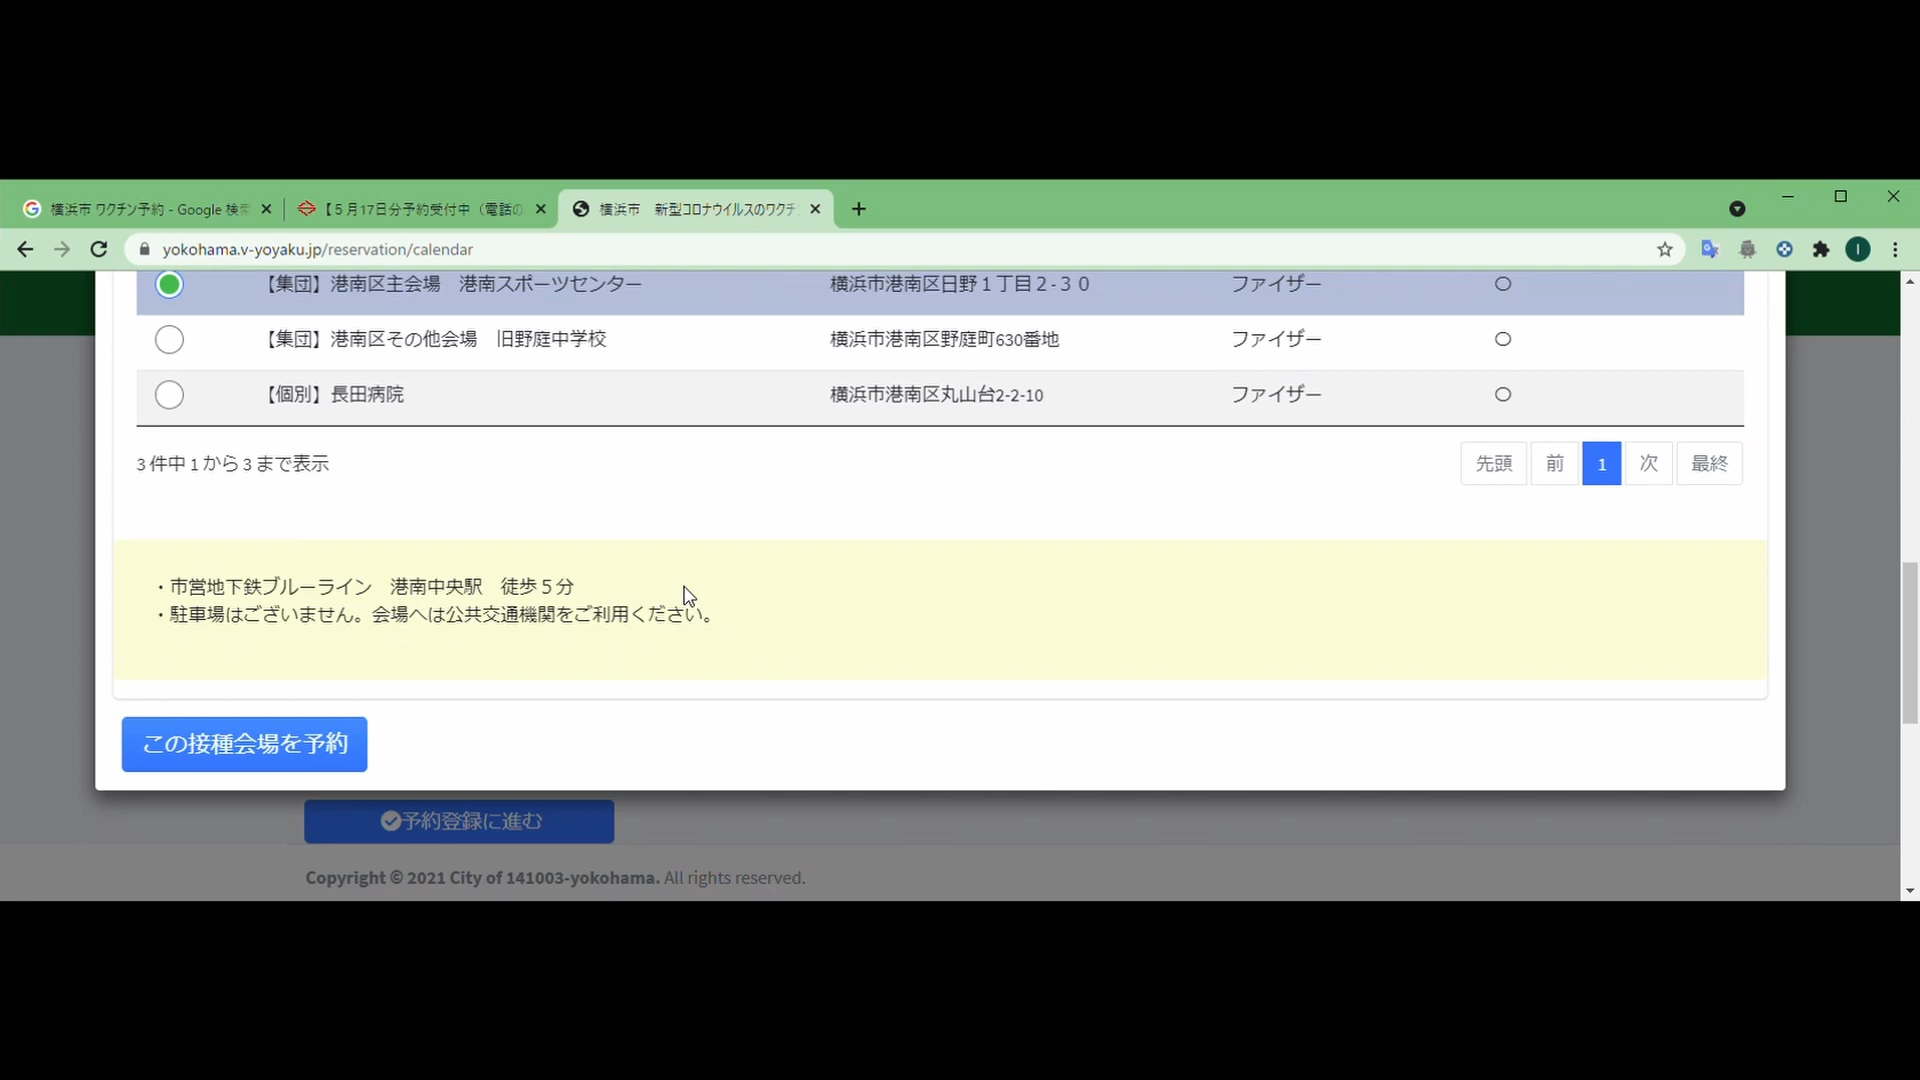 横浜市 ワクチン予約 - Google 検索
【５月17日分予約受付中（電話の
横浜市　新型コロナウイルスのワクチ
yokohama.v-yoyaku.jp/reservation/calendar
【集団】港南区主会場　港南スポーツセンター 横浜市港南区日野１丁目２-３０ ファイザー ○
【集団】港南区その他会場　旧野庭中学校 横浜市港南区野庭町630番地 ファイザー ○
【個別】長田病院 横浜市港南区丸山台2-2-10 ファイザー ○
3 件中 1 から 3 まで表示
先頭 前 1 次 最終
・市営地下鉄ブルーライン　港南中央駅　徒歩５分
・駐車場はございません。会場へは公共交通機関をご利用ください。
この接種会場を予約
予約登録に進む
Copyright © 2021 City of 141003-yokohama. All rights reserved.